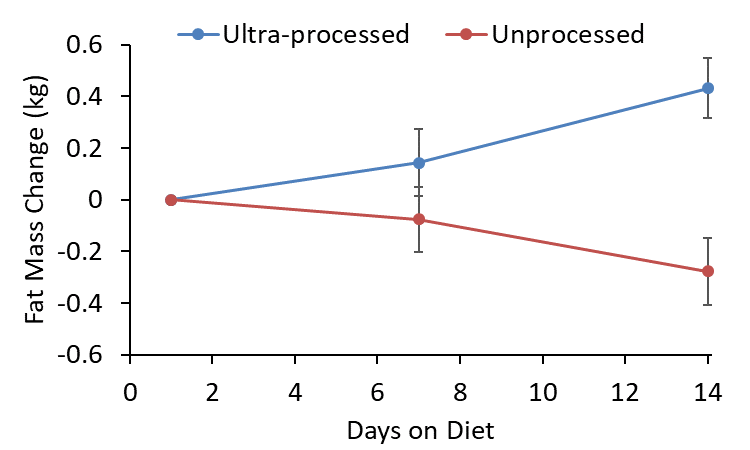 Ultra-processed Unprocessed
Fat Mass Change (kg)
0.6
0.4
0.2
0
-0.2
-0.4
-0.6
0 2 4 6 8 10 12 14
Days on Diet